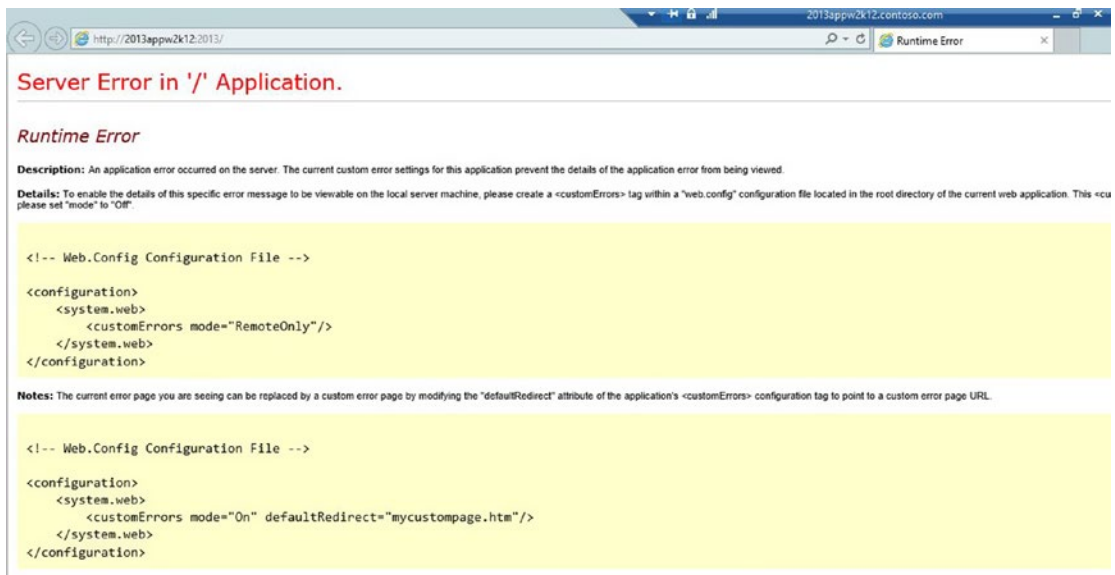 2013appw2k12.contoso.com
http://2013appw2k12:2013/
Runtime Error
Server Error in '/' Application.
Runtime Error
Description: An application error occurred on the server. The current custom error settings for this application prevent the details of the application error from being viewed.
Details: To enable the details of this specific error message to be viewable on the local server machine, please create a <customErrors> tag within a "web.config" configuration file located in the root directory of the current web application. This <cu
please set "mode" to "Off".
<!-- Web.Config Configuration File -->
<configuration>
<system.web>
<customErrors mode="RemoteOnly"/>
</system.web>
</configuration>
Notes: The current error page you are seeing can be replaced by a custom error page by modifying the "defaultRedirect" attribute of the application's <customErrors> configuration tag to point to a custom error page URL.
<!-- Web.Config Configuration File -->
<configuration>
<system.web>
<customErrors mode="On" defaultRedirect="mycustompage.htm"/>
</system.web>
</configuration>